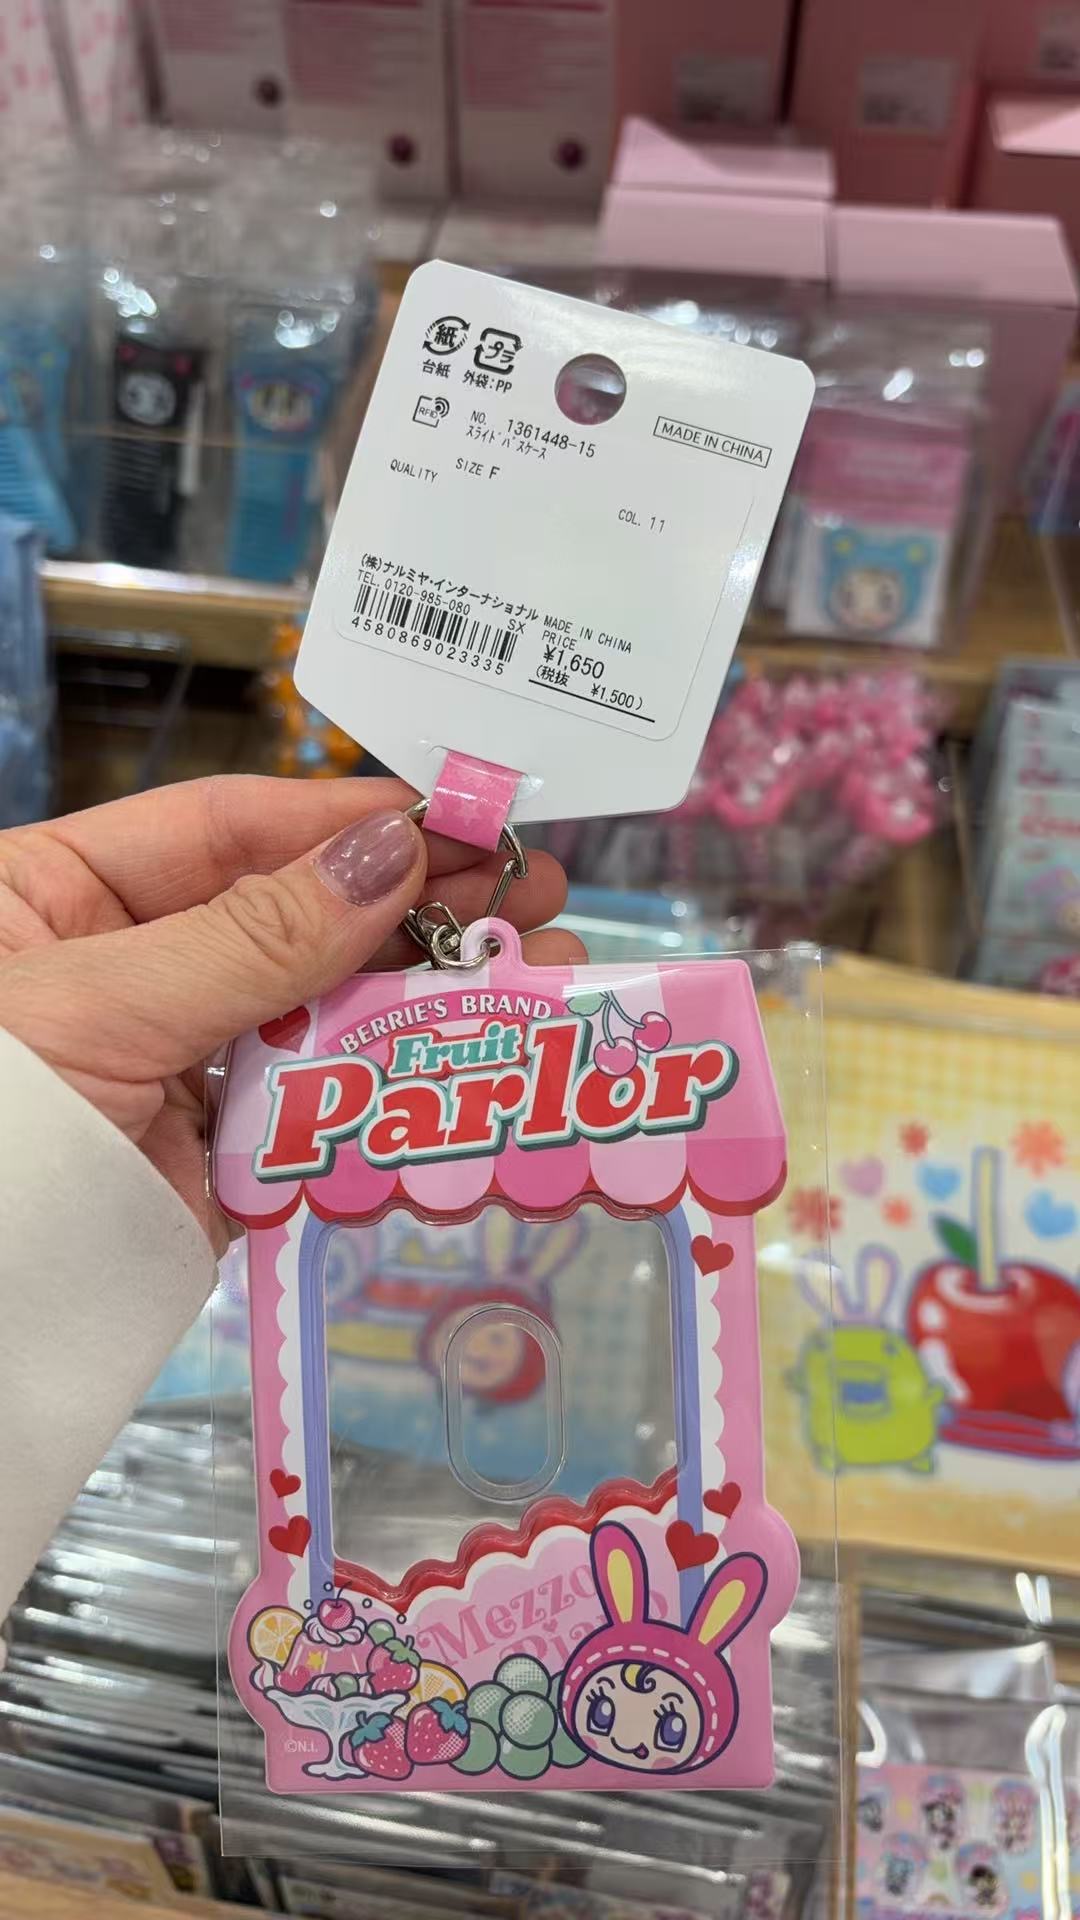 紙
プラ
台紙 外袋:PP
RFID
NO. 1361448-15
スライドパスケース
MADE IN CHINA
QUALITY SIZE F
COL. 11
(株)ナルミヤ・インターナショナル
TEL. 0120-985-080
SX
4580869023335
MADE IN CHINA
PRICE
¥1,650
(税抜 ¥1,500)
BERRIE'S BRAND
Fruit
Parlor
Mezzo
©N.I.